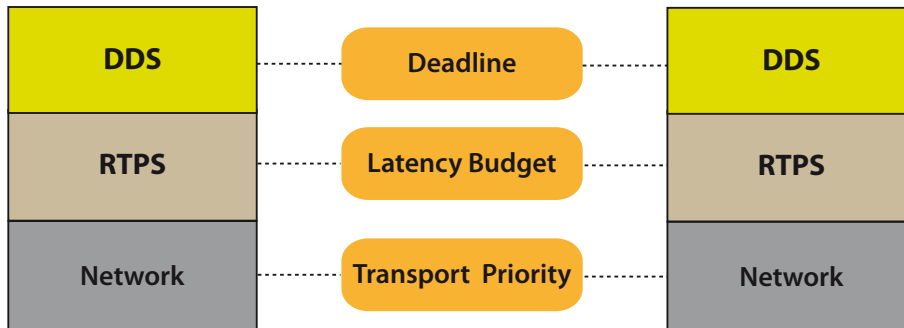 DDS
Deadline
DDS
RTPS
Latency Budget
RTPS
Network
Transport Priority
Network